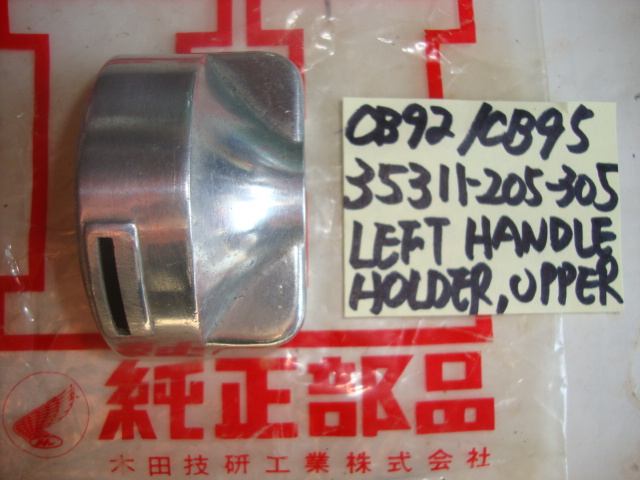 CB92/CB95
35311-205-305
LEFT HANDLE
HOLDER, UPPER
純正部品
本田技研工業株式会社